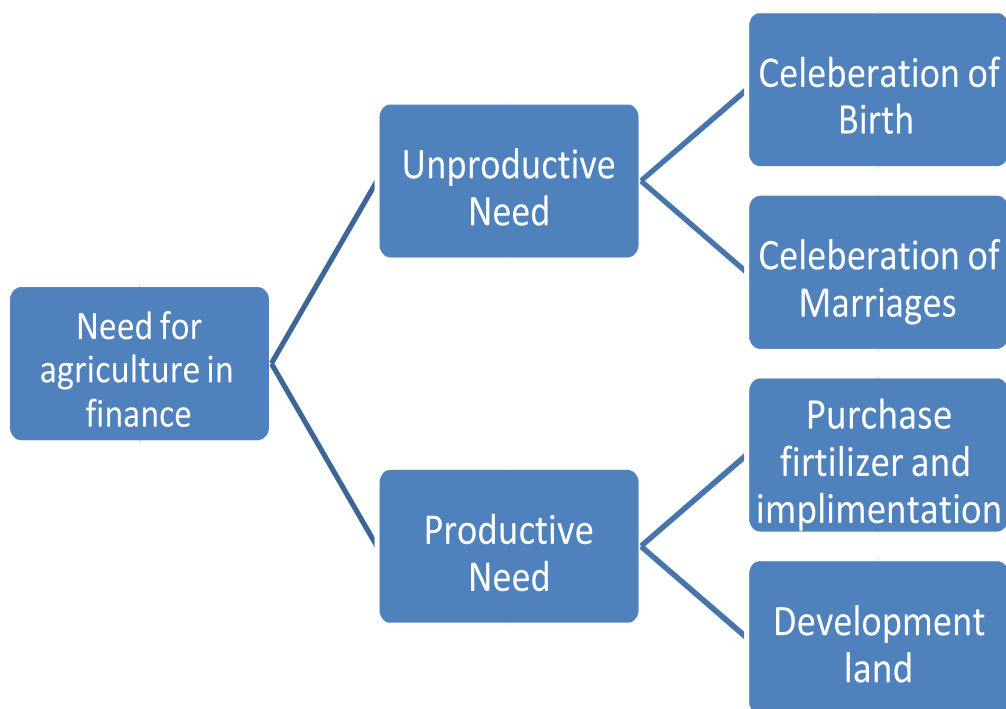 Need for
agriculture in
finance
Unproductive
Need
Productive
Need
Celeberation of
Birth
Celeberation of
Marriages
Purchase
firtilizer and
implimentation
Development
land